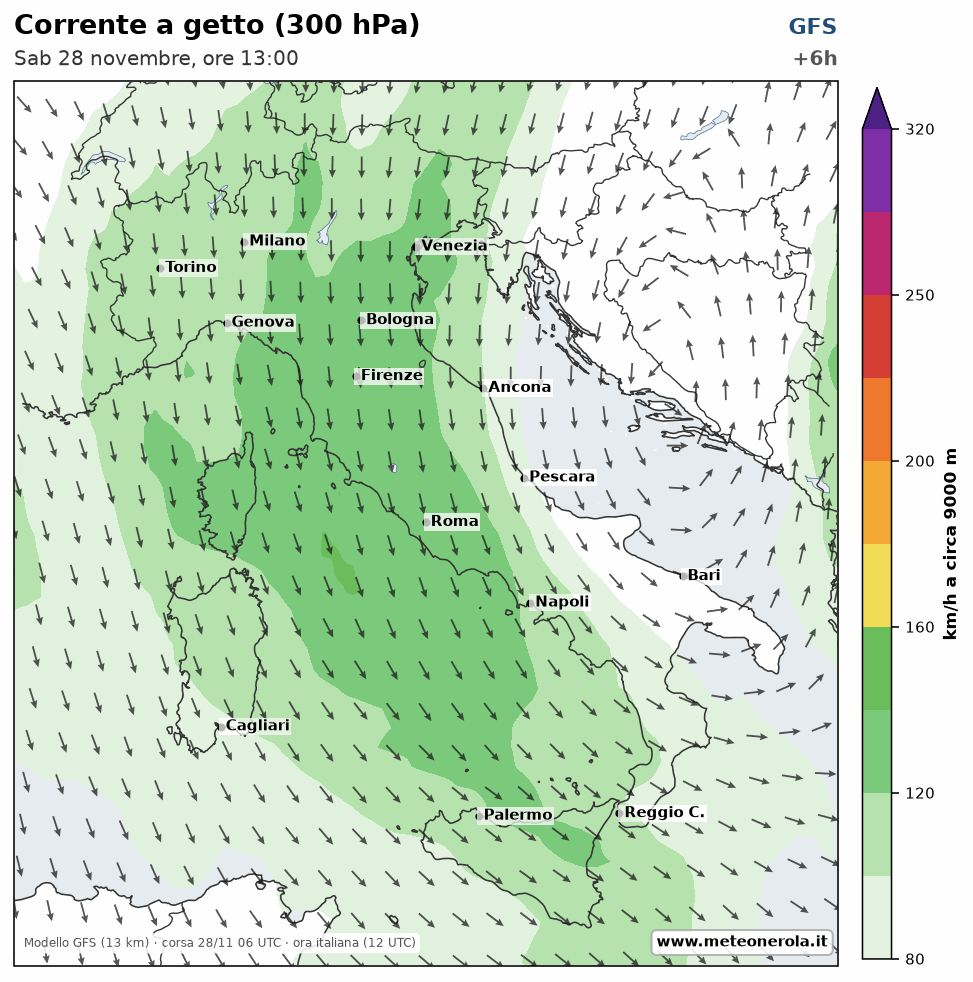 Corrente a getto (300 hPa)
GFS
Sab 28 novembre, ore 13:00
+6h
320
Milano
Venezia
Torino
250
Genova
Bologna
Firenze
Ancona
200
km/h a circa 9000 m
Pescara
Roma
Bari
Napoli
160
Cagliari
120
Palermo
Reggio C.
Modello GFS (13 km) · corsa 28/11 06 UTC · ora italiana (12 UTC)
www.meteonerola.it
80